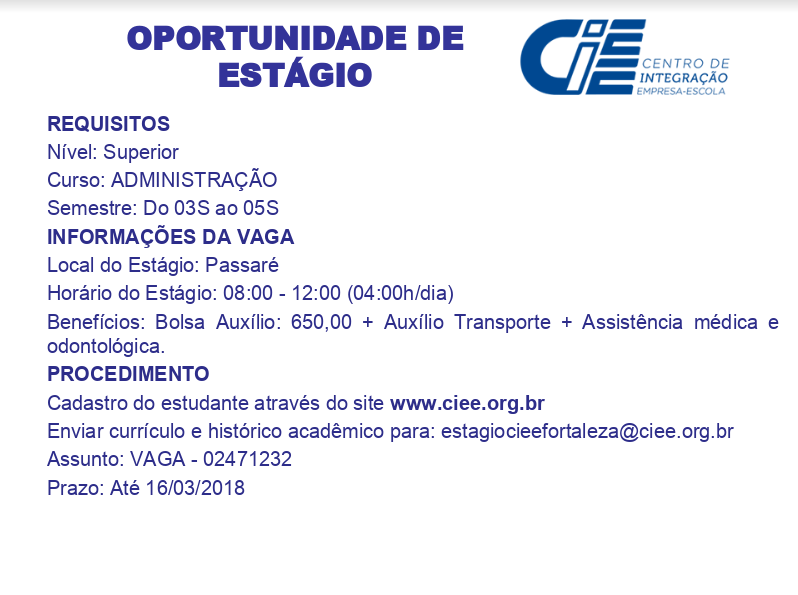 OPORTUNIDADE DE
ESTÁGIO
CIEE
CENTRO DE
INTEGRAÇÃO
EMPRESA-ESCOLA
REQUISITOS
Nível: Superior
Curso: ADMINISTRAÇÃO
Semestre: Do 03S ao 05S
INFORMAÇÕES DA VAGA
Local do Estágio: Passaré
Horário do Estágio: 08:00 - 12:00 (04:00h/dia)
Benefícios: Bolsa Auxílio: 650,00 + Auxílio Transporte + Assistência médica e
odontológica.
PROCEDIMENTO
Cadastro do estudante através do site www.ciee.org.br
Enviar currículo e histórico acadêmico para: estagiocieefortaleza@ciee.org.br
Assunto: VAGA - 02471232
Prazo: Até 16/03/2018